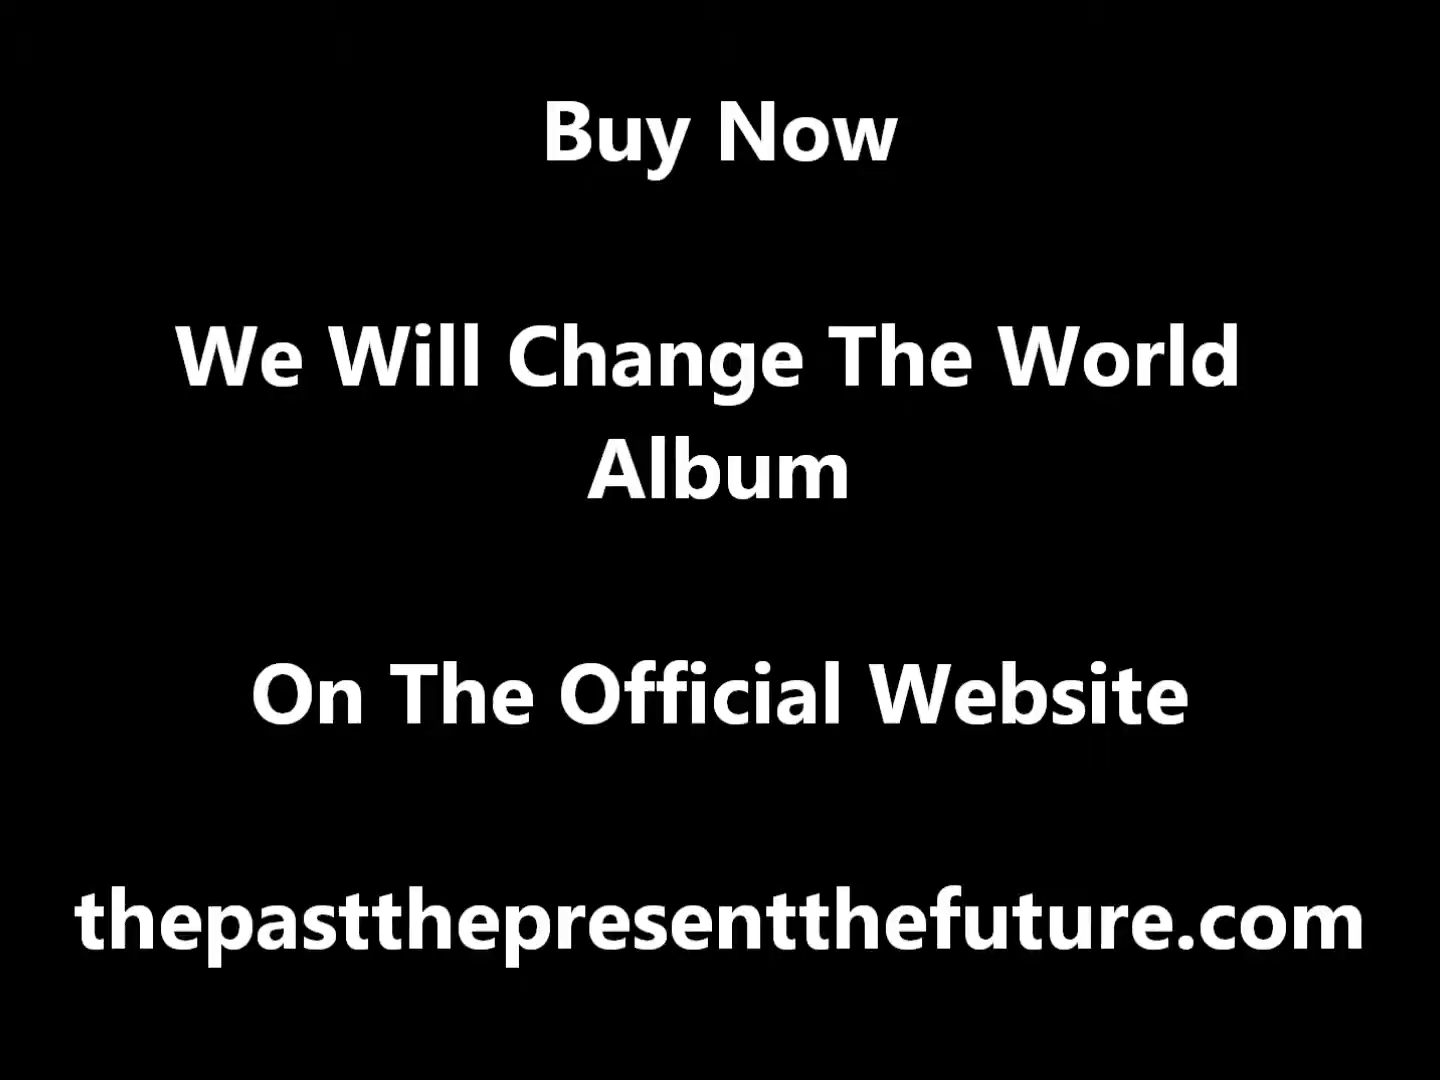 Buy Now
We Will Change The World
Album
On The Official Website
thepastthepresentthefuture.com